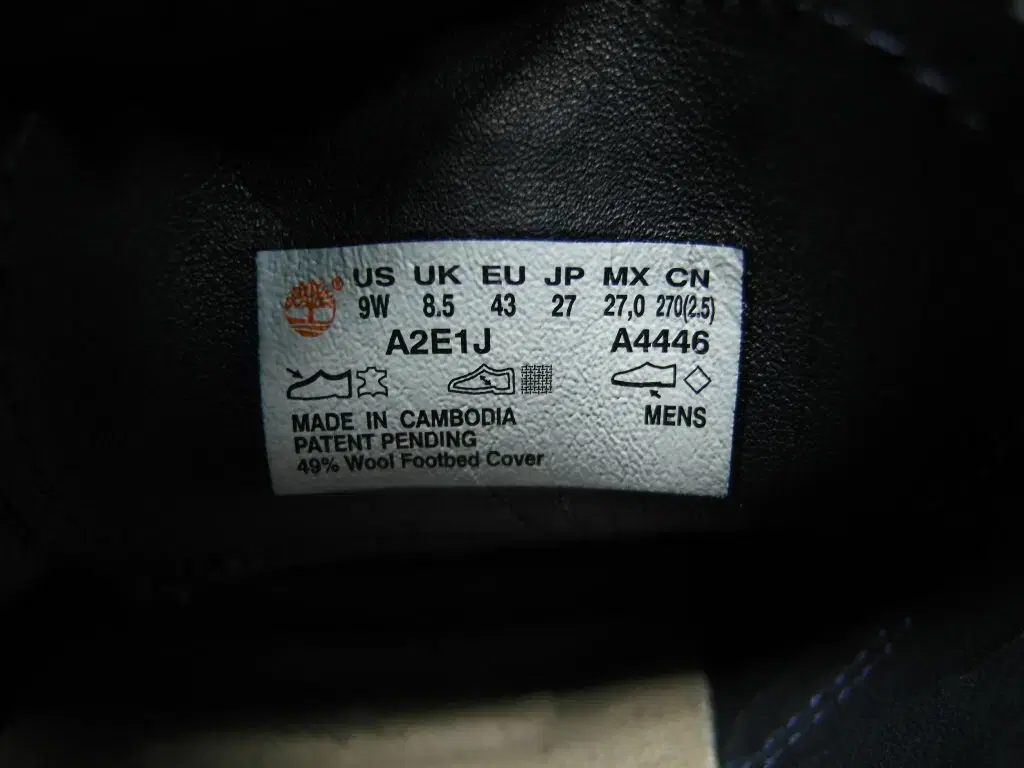 US UK EU JP MX CN
9W 8.5 43 27 27,0 270(2.5)
A2E1J A4446
MENS
MADE IN CAMBODIA
PATENT PENDING
49% Wool Footbed Cover